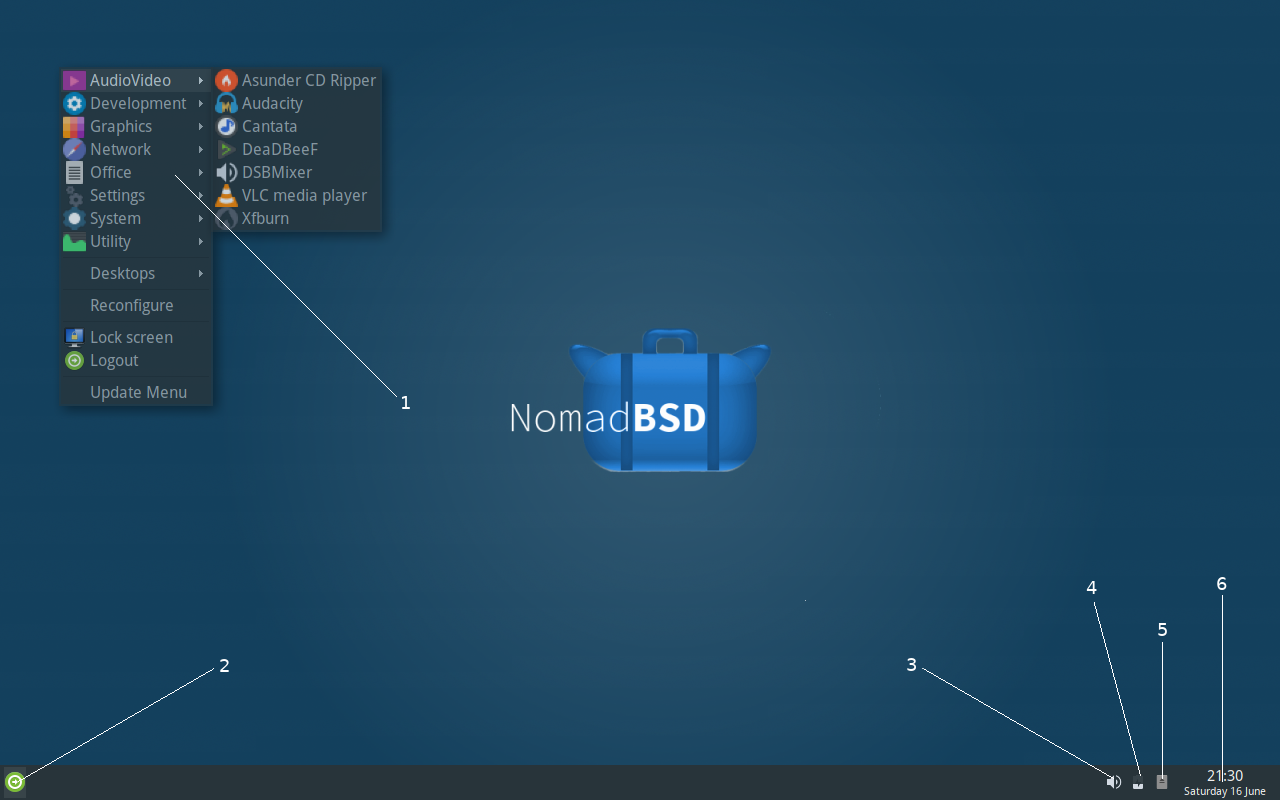 AudioVideo
Development
Graphics
Network
Office
Settings
System
Utility
Desktops
Reconfigure
Lock screen
Logout
Update Menu
Asunder CD Ripper
Audacity
Cantata
DeaDBeeF
DSBMixer
VLC media player
Xfburn
1
NomadBSD
2
3
4
5
6
21:30
Saturday 16 June